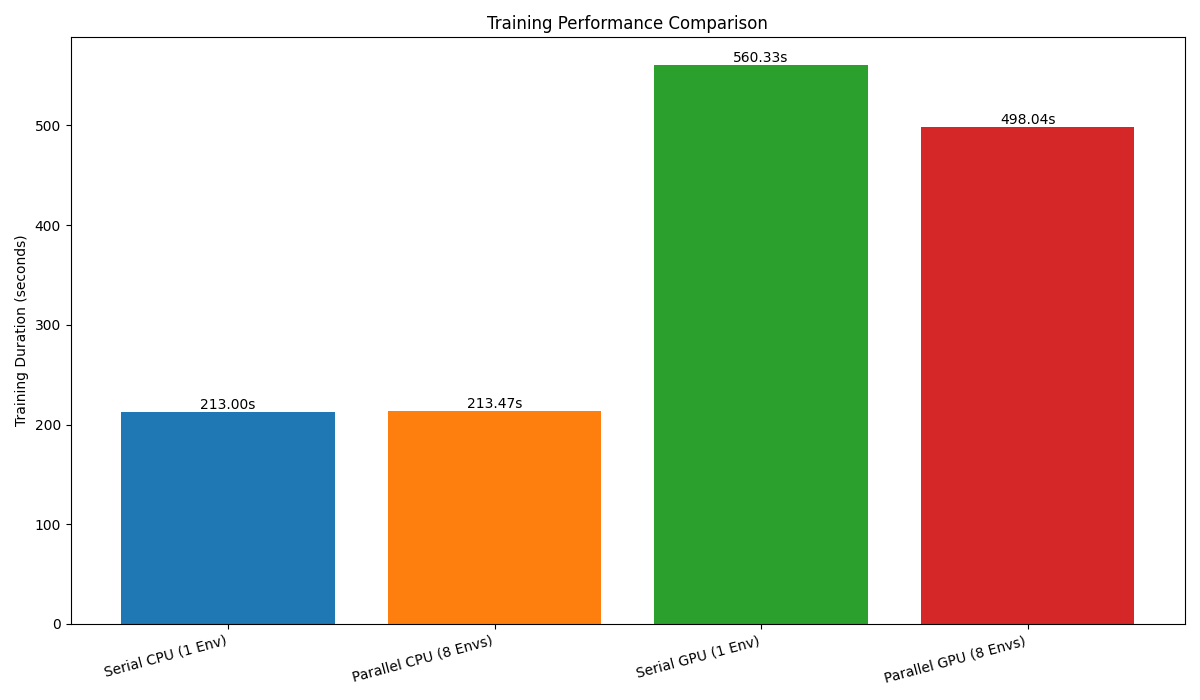 Training Performance Comparison
Training Duration (seconds)
500
400
300
200
100
0
213.00s
213.47s
560.33s
498.04s
Serial CPU (1 Env)
Parallel CPU (8 Envs)
Serial GPU (1 Env)
Parallel GPU (8 Envs)